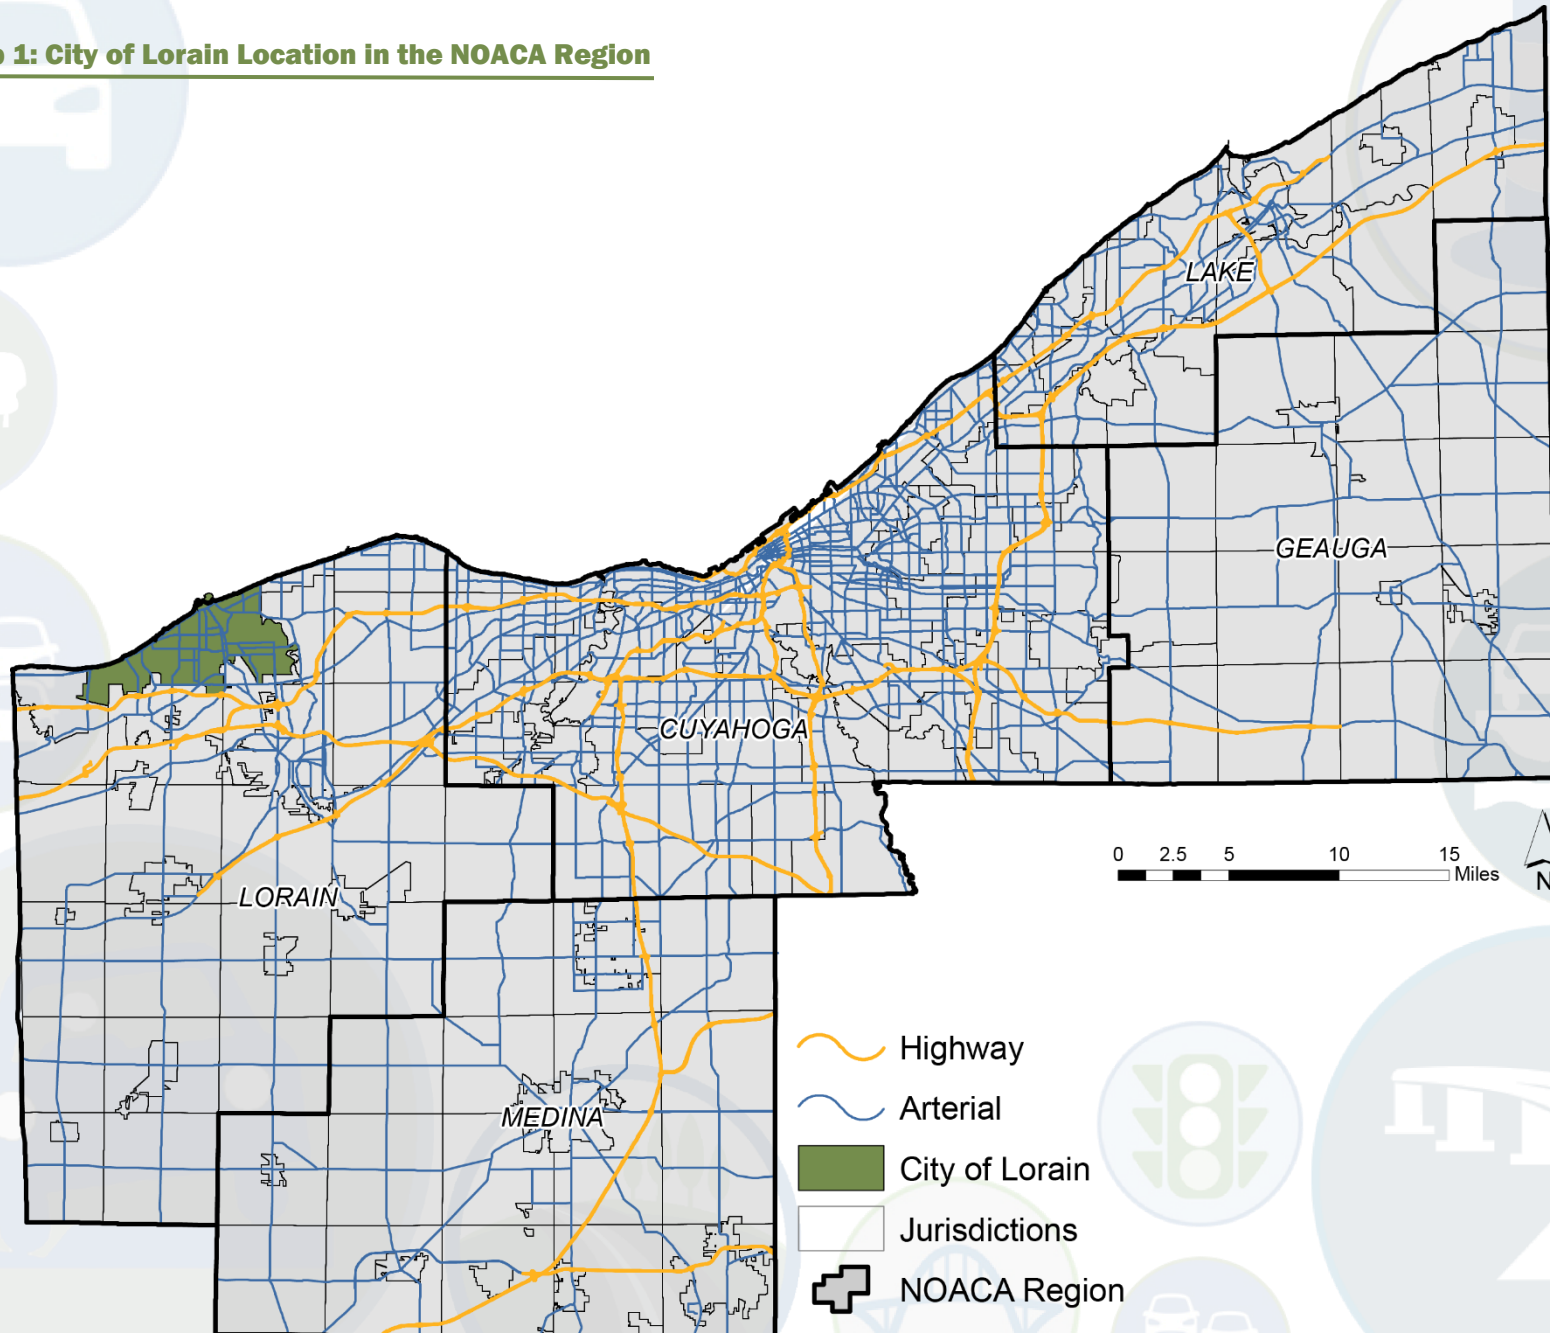 1: City of Lorain Location in the NOACA Region
LAKE
GEAUGA
CUYAHOGA
LORAIN
MEDINA
0 2.5 5 10 15
Miles
N
Highway
Arterial
City of Lorain
Jurisdictions
NOACA Region